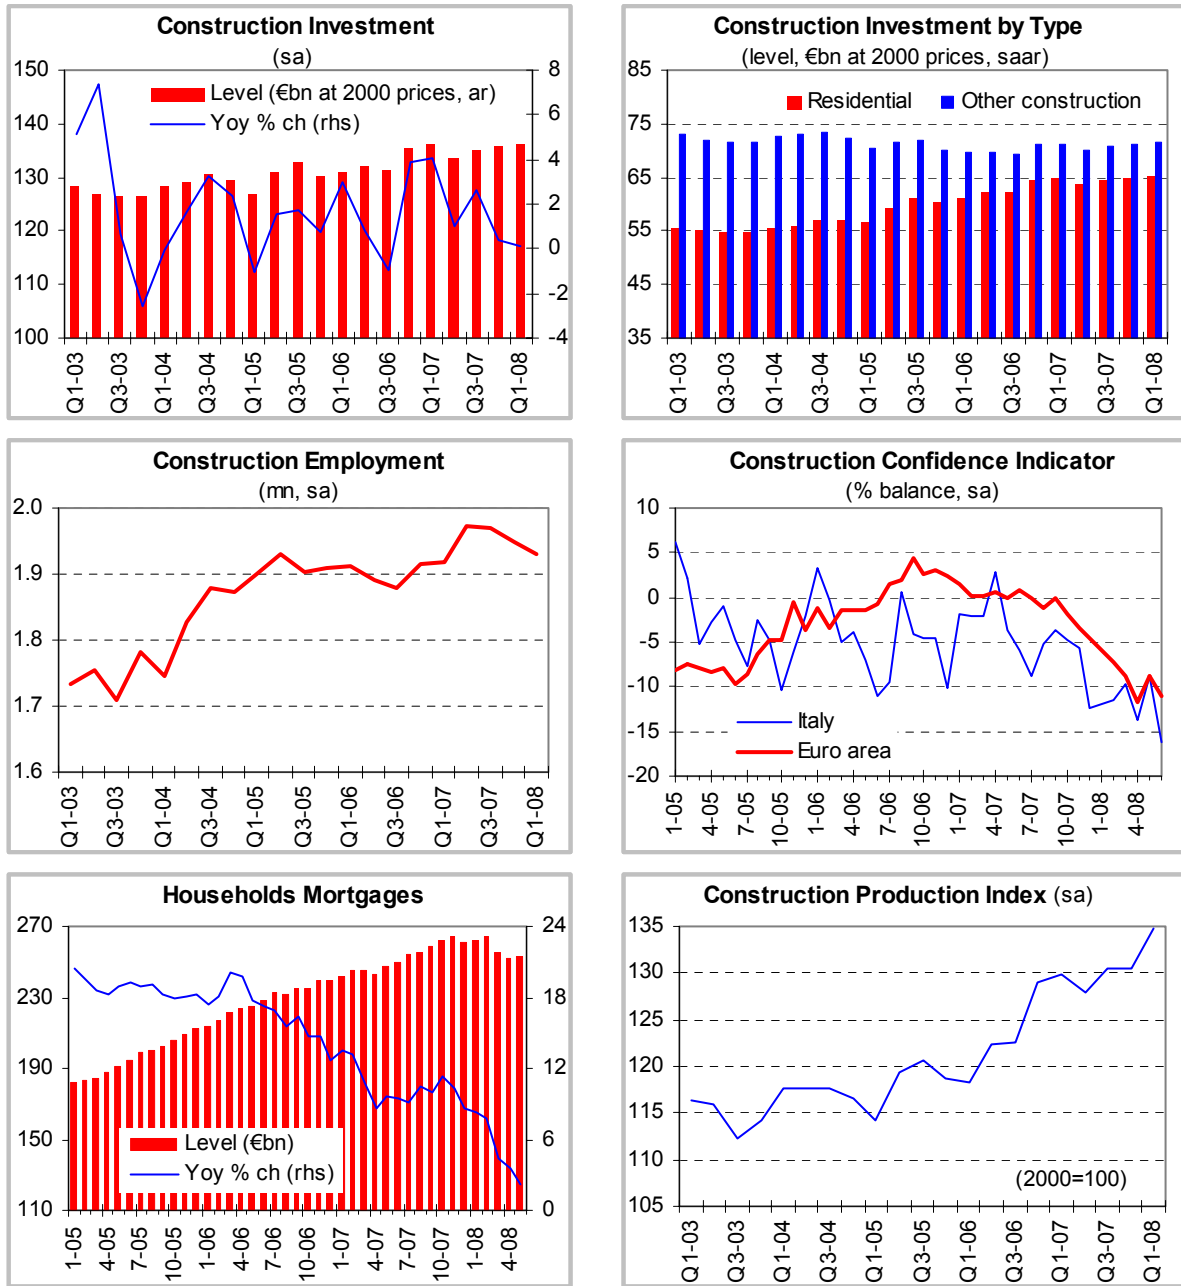 Construction Investment
(sa)
150
140
130
120
110
100
8
6
4
2
0
-2
-4
Level (€bn at 2000 prices, ar)
Yoy % ch (rhs)
Q1-03
Q3-03
Q1-04
Q3-04
Q1-05
Q3-05
Q1-06
Q3-06
Q1-07
Q3-07
Q1-08
Construction Investment by Type
(level, €bn at 2000 prices, saar)
85
75
65
55
45
35
Residential
Other construction
Q1-03
Q3-03
Q1-04
Q3-04
Q1-05
Q3-05
Q1-06
Q3-06
Q1-07
Q3-07
Q1-08
Construction Employment
(mn, sa)
2.0
1.9
1.8
1.7
1.6
Q1-03
Q3-03
Q1-04
Q3-04
Q1-05
Q3-05
Q1-06
Q3-06
Q1-07
Q3-07
Q1-08
Construction Confidence Indicator
(% balance, sa)
10
5
0
-5
-10
-15
-20
Italy
Euro area
1-05
4-05
7-05
10-05
1-06
4-06
7-06
10-06
1-07
4-07
7-07
10-07
1-08
4-08
Households Mortgages
270
230
190
150
110
24
18
12
6
0
Level (€bn)
Yoy % ch (rhs)
1-05
4-05
7-05
10-05
1-06
4-06
7-06
10-06
1-07
4-07
7-07
10-07
1-08
4-08
Construction Production Index (sa)
135
130
125
120
115
110
105
(2000=100)
Q1-03
Q3-03
Q1-04
Q3-04
Q1-05
Q3-05
Q1-06
Q3-06
Q1-07
Q3-07
Q1-08